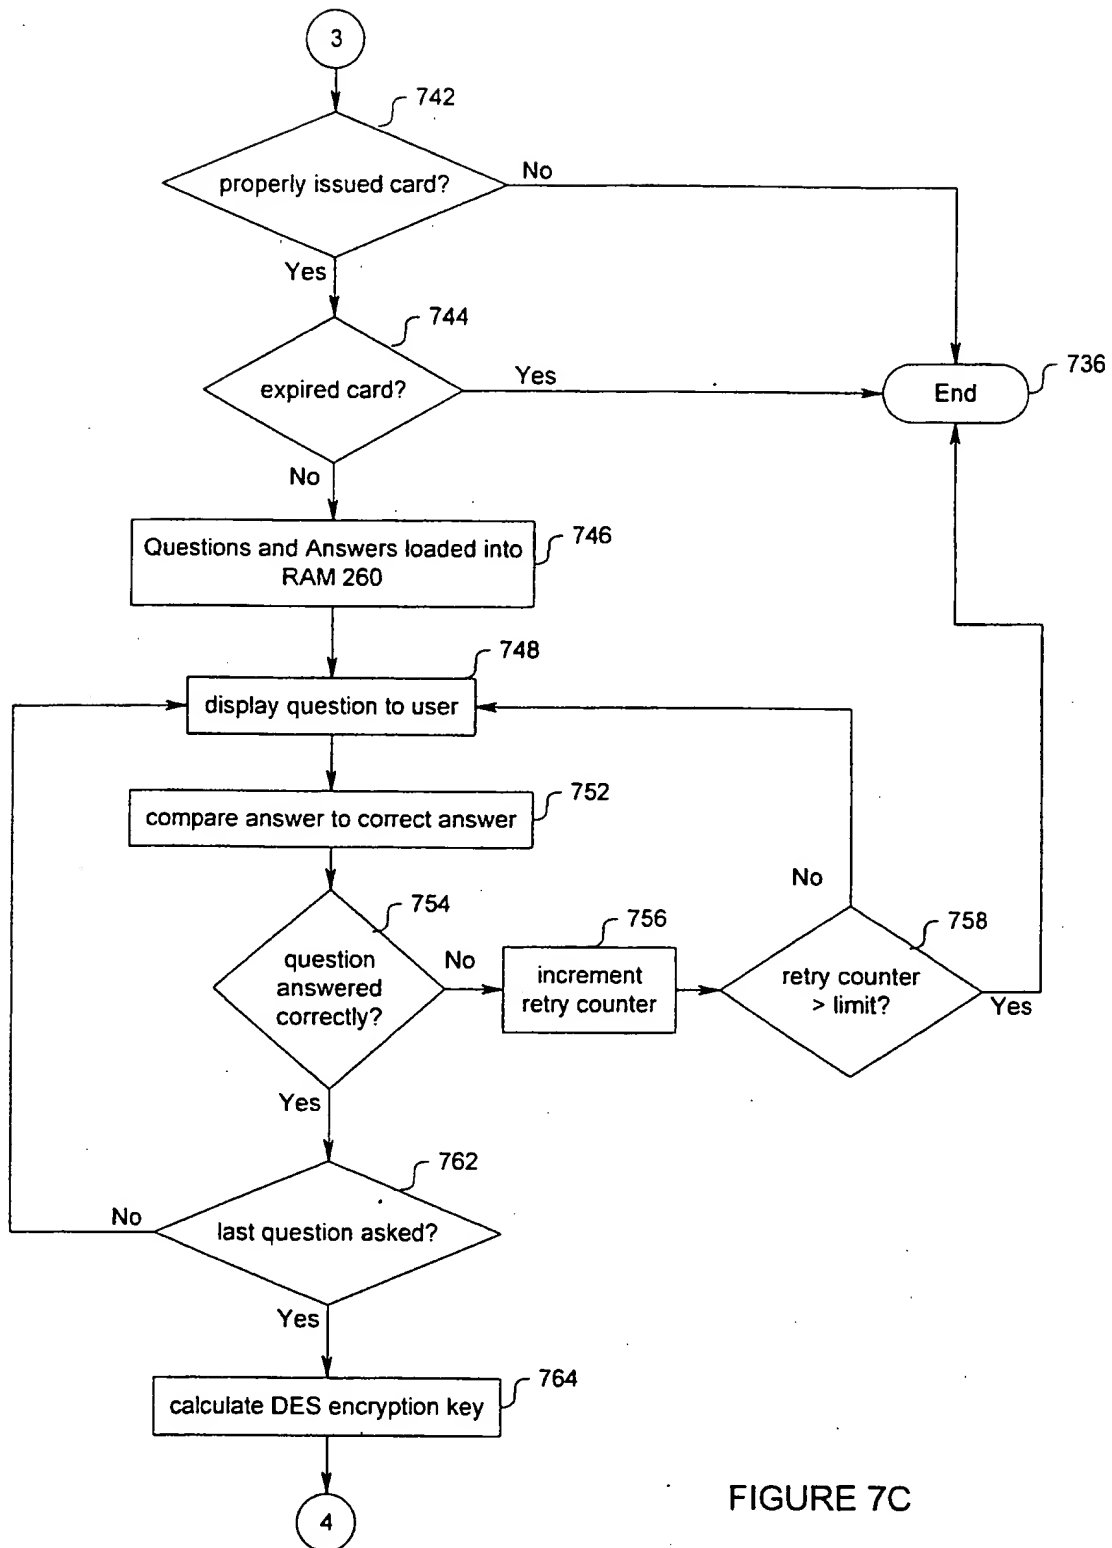 3
742
properly issued card?
No
Yes
744
expired card?
Yes
736
End
No
Questions and Answers loaded into
RAM 260
746
748
display question to user
752
compare answer to correct answer
No
754
756
758
question
answered
correctly?
No
increment
retry counter
retry counter
> limit?
Yes
Yes
762
No
last question asked?
Yes
764
calculate DES encryption key
4
FIGURE 7C